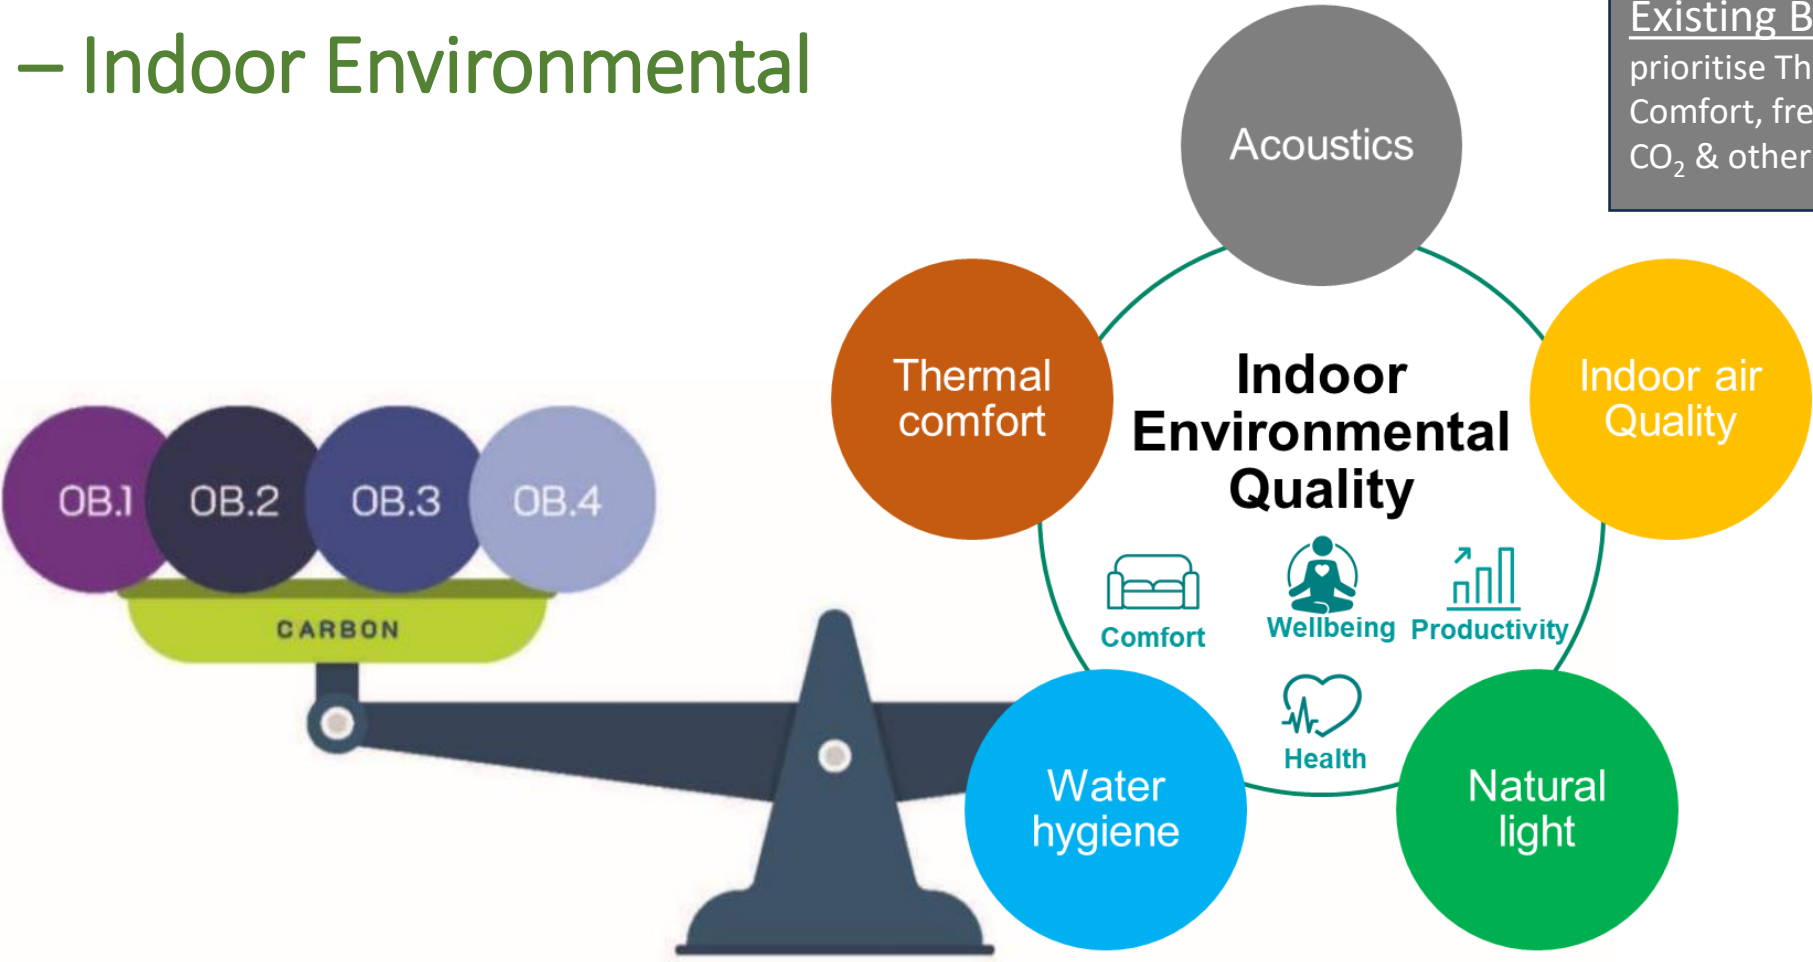 – Indoor Environmental
Existing B
prioritise Th
Comfort, fre
CO₂ & other
Acoustics
Thermal
comfort
Indoor air
Quality
Indoor
Environmental
Quality
OB.1 OB.2 OB.3 OB.4
CARBON
Comfort
Wellbeing
Productivity
Health
Water
hygiene
Natural
light